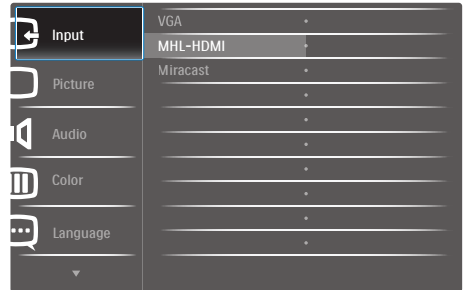 Input
VGA
MHL-HDMI
Miracast
Picture
Audio
Color
Language